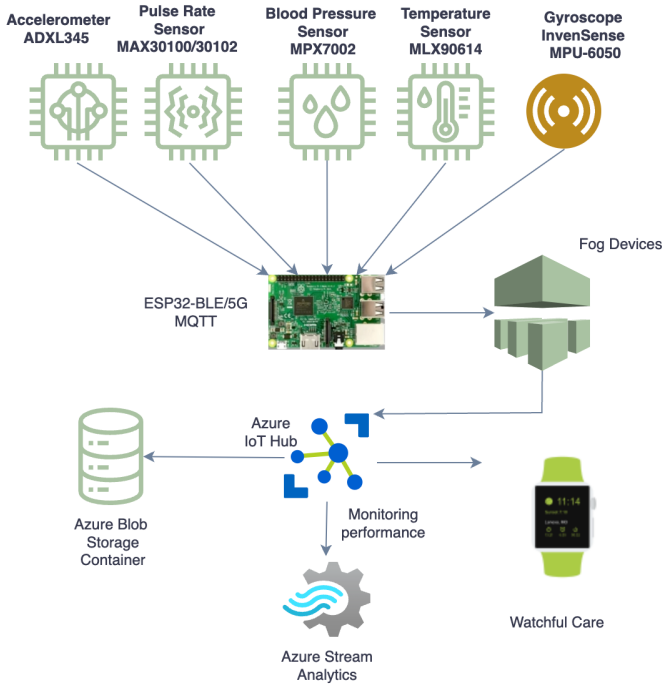 Accelerometer
ADXL345
Pulse Rate
Sensor
MAX30100/30102
Blood Pressure
Sensor
MPX7002
Temperature
Sensor
MLX90614
Gyroscope
InvenSense
MPU-6050
Fog Devices
ESP32-BLE/5G
MQTT
Azure
IoT Hub
Azure Blob
Storage
Container
Monitoring
performance
11:14
Watchful Care
Azure Stream
Analytics